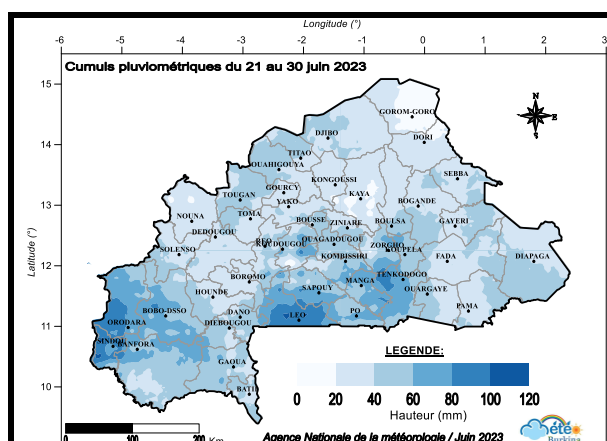 Longitude (°)
-6 -5 -4 -3 -2 -1 0 1 2 3
Cumuls pluviométriques du 21 au 30 juin 2023
15
14
13
12
11
10
Latitude (°)
N
E
S
GOROM-GORO
DJIBO
DORI
TITAO
OUAHIGOUYA
SEBBA
KONGOUSSI
GOURCY
KAYA
TOUGAN
YAKO
BOGANDE
NOUNA
TOMA
BOUSSE
ZINIARE
BOULSA
GAYERI
DEDOUGOU
REO
OUAGADOUGOU
ZORGHO
SOLENSO
KOUDOUGOU
KOUPELA
KOMBISSIRI
FADA
DIAPAGA
TENKODOGO
BOROMO
MANGA
HOUNDE
SAPOUY
OUARGAYE
BOBO-DSSO
DANO
LEO
PO
PAMA
ORODARA
DIEBOUGOU
SINDOU
BANFORA
GAOUA
BATIE
LEGENDE:
0 20 40 60 80 100 120
Hauteur (mm)
0 100 200
Km
Agence Nationale de la météorologie / Juin 2023
été
Burkina